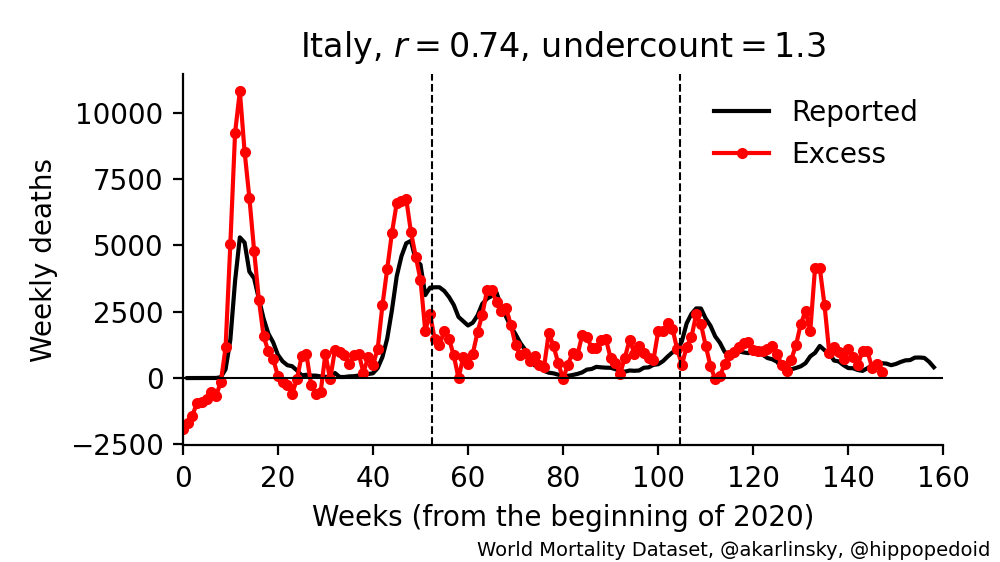 Italy, r = 0.74, undercount = 1.3
10000
7500
5000
2500
0
−2500
Weekly deaths
Reported
Excess
0 20 40 60 80 100 120 140 160
Weeks (from the beginning of 2020)
World Mortality Dataset, @akarlinsky, @hippopedoid